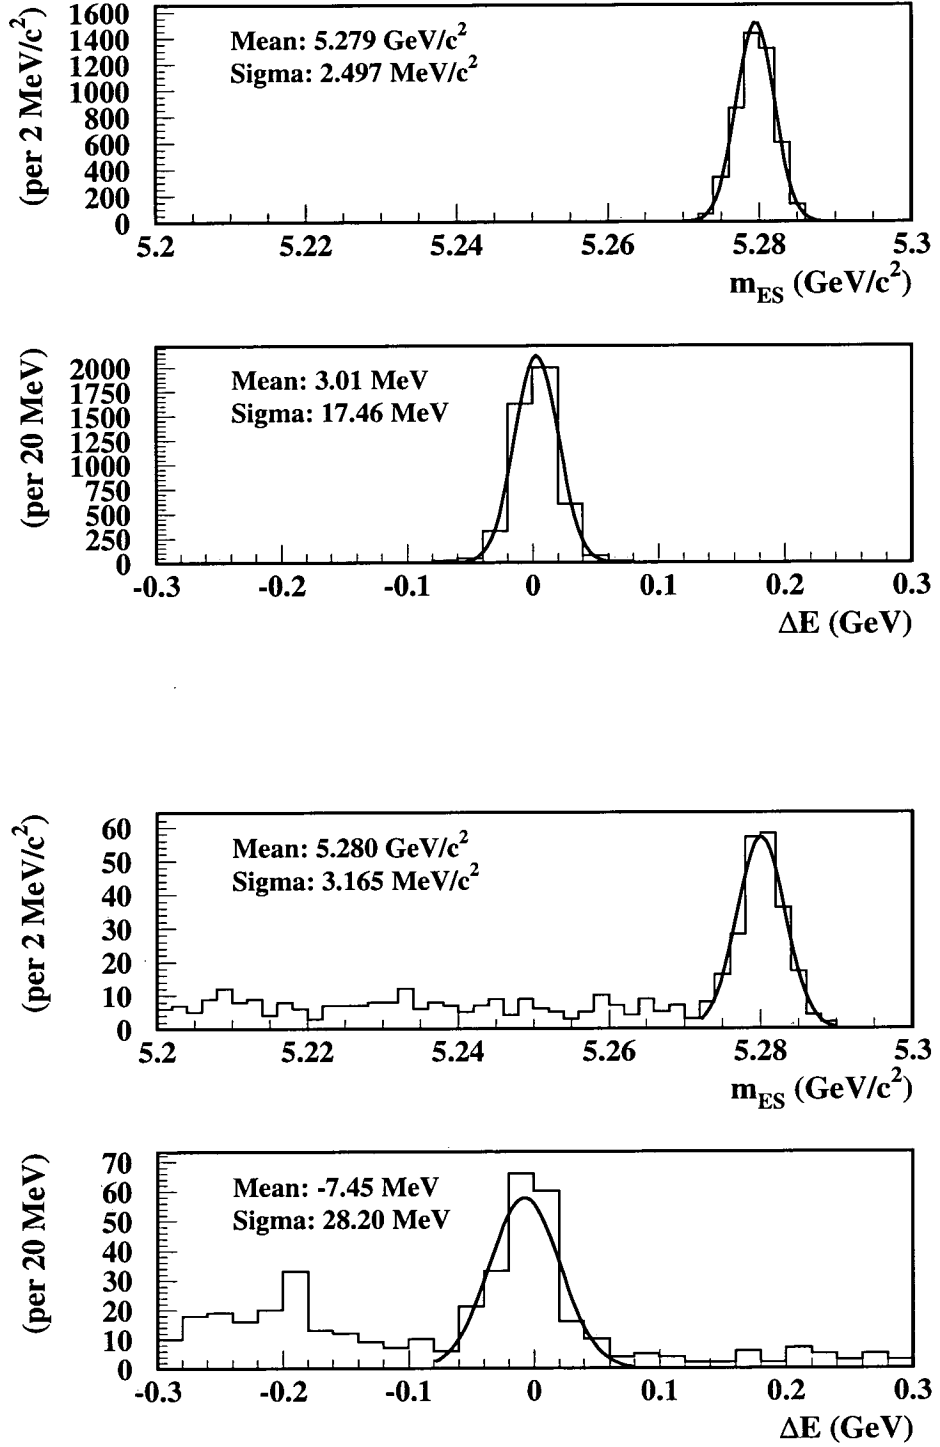 (per 2 MeV/c2)
1600
1400
1200
1000
800
600
400
200
0
Mean: 5.279 GeV/c2
Sigma: 2.497 MeV/c2
5.2 5.22 5.24 5.26 5.28 5.3
mES (GeV/c2)
(per 20 MeV)
2000
1750
1500
1250
1000
750
500
250
0
Mean: 3.01 MeV
Sigma: 17.46 MeV
-0.3 -0.2 -0.1 0 0.1 0.2 0.3
ΔE (GeV)
(per 2 MeV/c2)
60
50
40
30
20
10
0
Mean: 5.280 GeV/c2
Sigma: 3.165 MeV/c2
5.2 5.22 5.24 5.26 5.28 5.3
mES (GeV/c2)
(per 20 MeV)
70
60
50
40
30
20
10
0
Mean: -7.45 MeV
Sigma: 28.20 MeV
-0.3 -0.2 -0.1 0 0.1 0.2 0.3
ΔE (GeV)